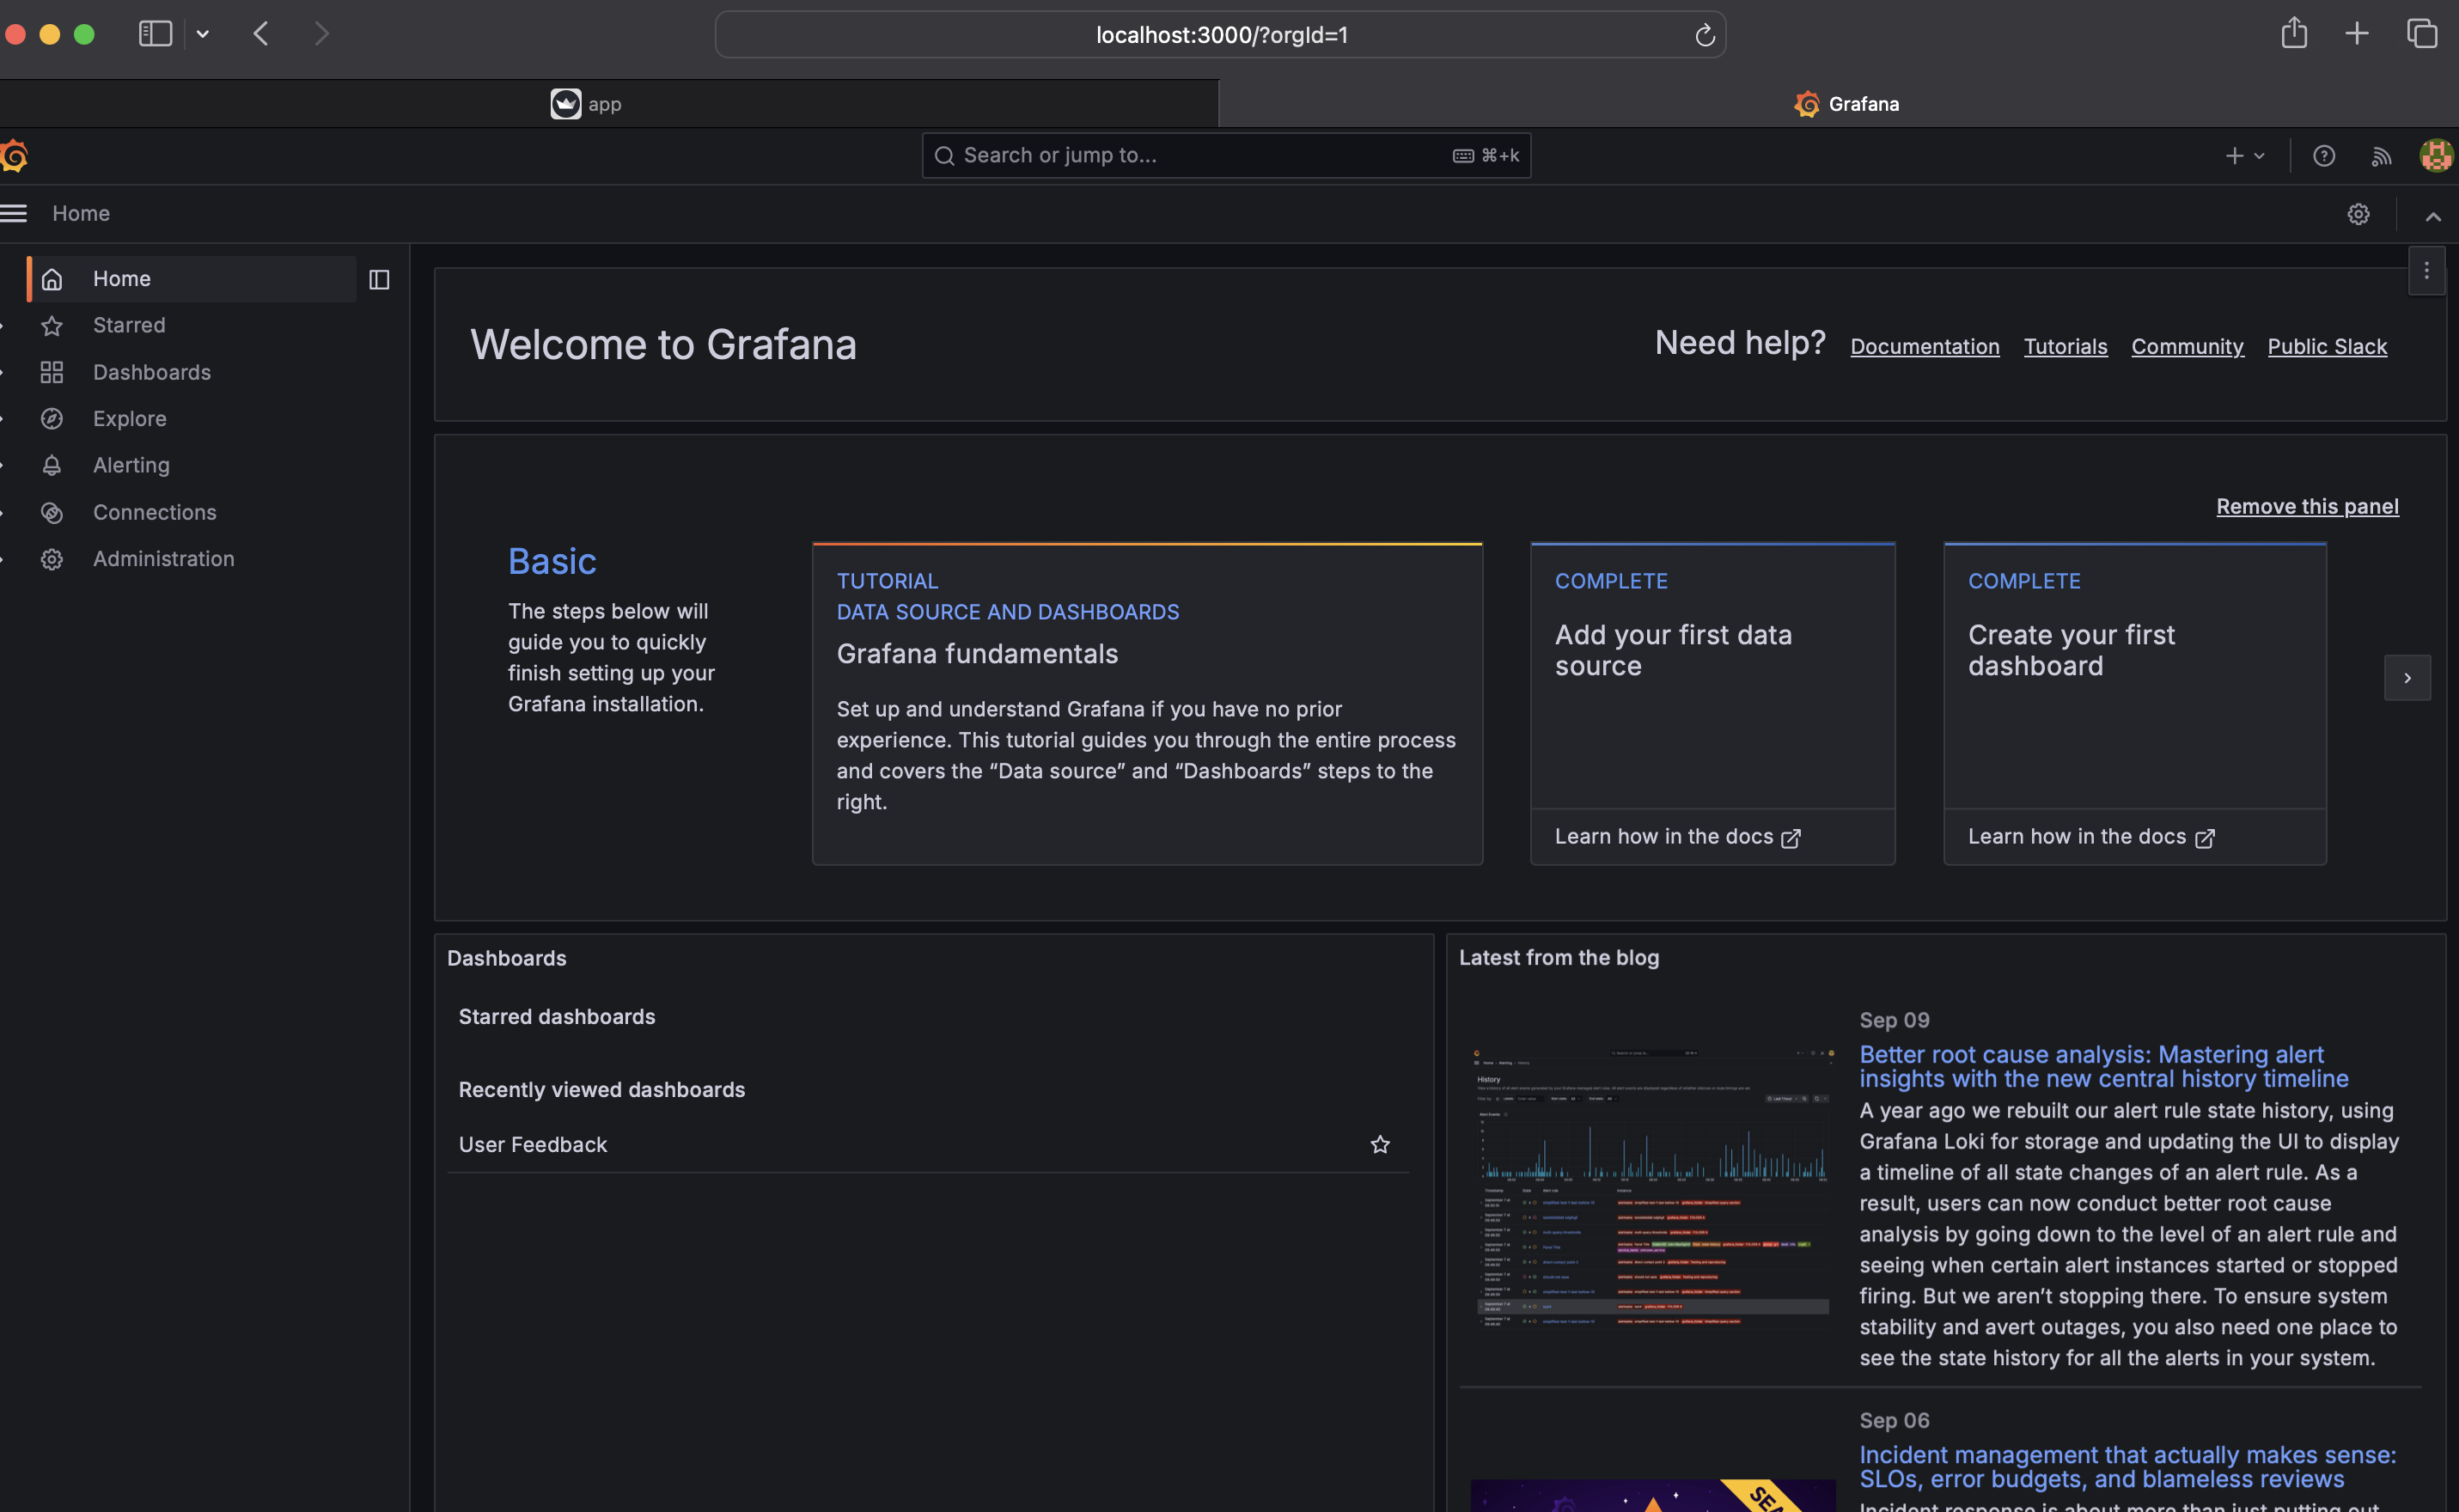 localhost:3000/?orgId=1
app
Grafana
Search or jump to...
⌘+k
Home
Home
Starred
Dashboards
Explore
Alerting
Connections
Administration
Welcome to Grafana
Need help?
Documentation
Tutorials
Community
Public Slack
Remove this panel
Basic
The steps below will
guide you to quickly
finish setting up your
Grafana installation.
TUTORIAL
DATA SOURCE AND DASHBOARDS
Grafana fundamentals
Set up and understand Grafana if you have no prior
experience. This tutorial guides you through the entire process
and covers the “Data source” and “Dashboards” steps to the
right.
COMPLETE
Add your first data
source
Learn how in the docs
COMPLETE
Create your first
dashboard
Learn how in the docs
Dashboards
Starred dashboards
Recently viewed dashboards
User Feedback
Latest from the blog
History
Sep 09
Better root cause analysis: Mastering alert
insights with the new central history timeline
A year ago we rebuilt our alert rule state history, using
Grafana Loki for storage and updating the UI to display
a timeline of all state changes of an alert rule. As a
result, users can now conduct better root cause
analysis by going down to the level of an alert rule and
seeing when certain alert instances started or stopped
firing. But we aren’t stopping there. To ensure system
stability and avert outages, you also need one place to
see the state history for all the alerts in your system.
Sep 06
Incident management that actually makes sense:
SLOs, error budgets, and blameless reviews
Incident response is about more than just putting out